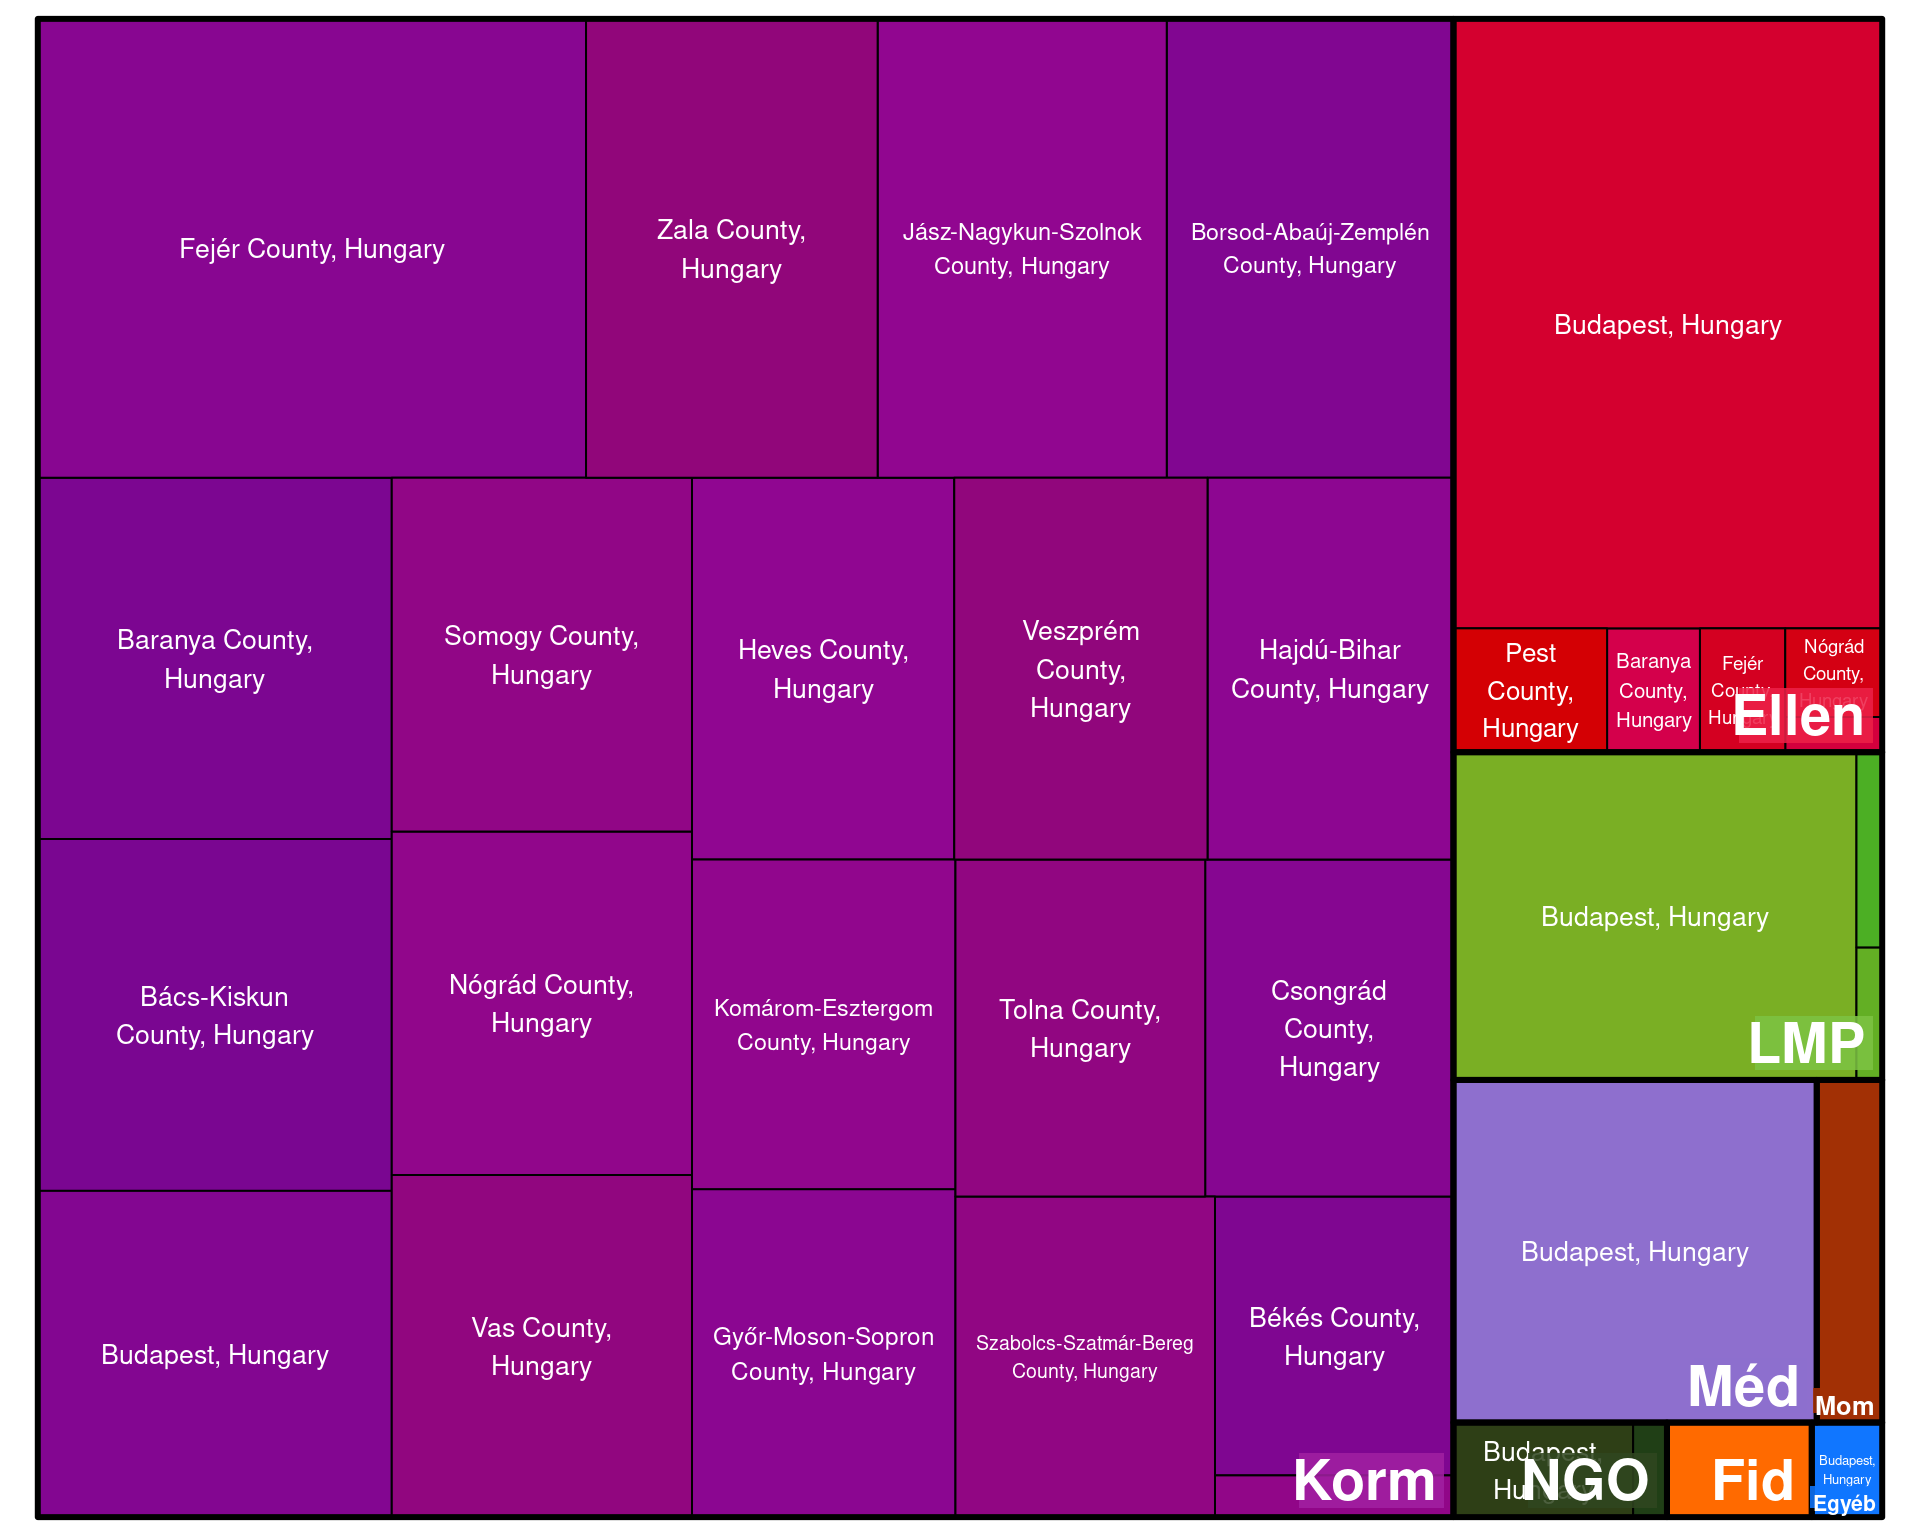 Fejér County, Hungary
Zala County,
Hungary
Jász-Nagykun-Szolnok
County, Hungary
Borsod-Abaúj-Zemplén
County, Hungary
Baranya County,
Hungary
Somogy County,
Hungary
Heves County,
Hungary
Veszprém
County,
Hungary
Hajdú-Bihar
County, Hungary
Bács-Kiskun
County, Hungary
Nógrád County,
Hungary
Komárom-Esztergom
County, Hungary
Tolna County,
Hungary
Csongrád
County,
Hungary
Budapest, Hungary
Vas County,
Hungary
Győr-Moson-Sopron
County, Hungary
Szabolcs-Szatmár-Bereg
County, Hungary
Békés County,
Hungary
Korm
Budapest, Hungary
Pest
County,
Hungary
Baranya
County,
Hungary
Fejér
County,
Hungary
Nógrád
County,
Hungary
Ellen
Budapest, Hungary
LMP
Budapest, Hungary
Méd
Mom
Budapest,
Hungary
NGO
Fid
Budapest,
Hungary
Egyéb